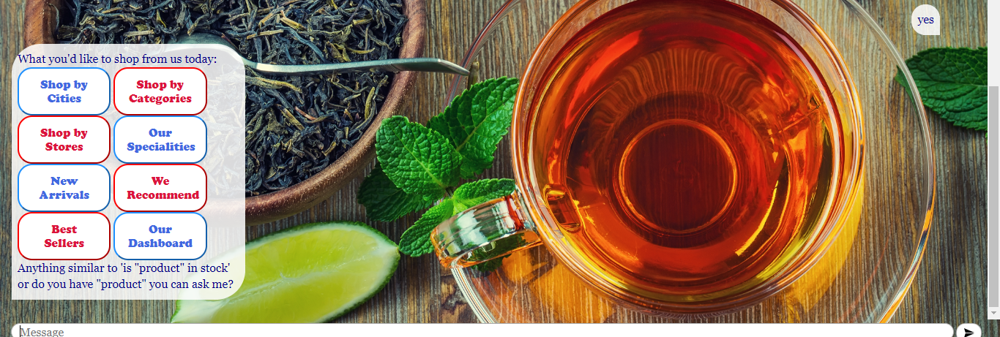 yes
What you'd like to shop from us today:
Shop by
Cities
Shop by
Categories
Shop by
Stores
Our
Specialities
New
Arrivals
We
Recommend
Best
Sellers
Our
Dashboard
Anything similar to 'is "product" in stock'
or do you have "product" you can ask me?
Message